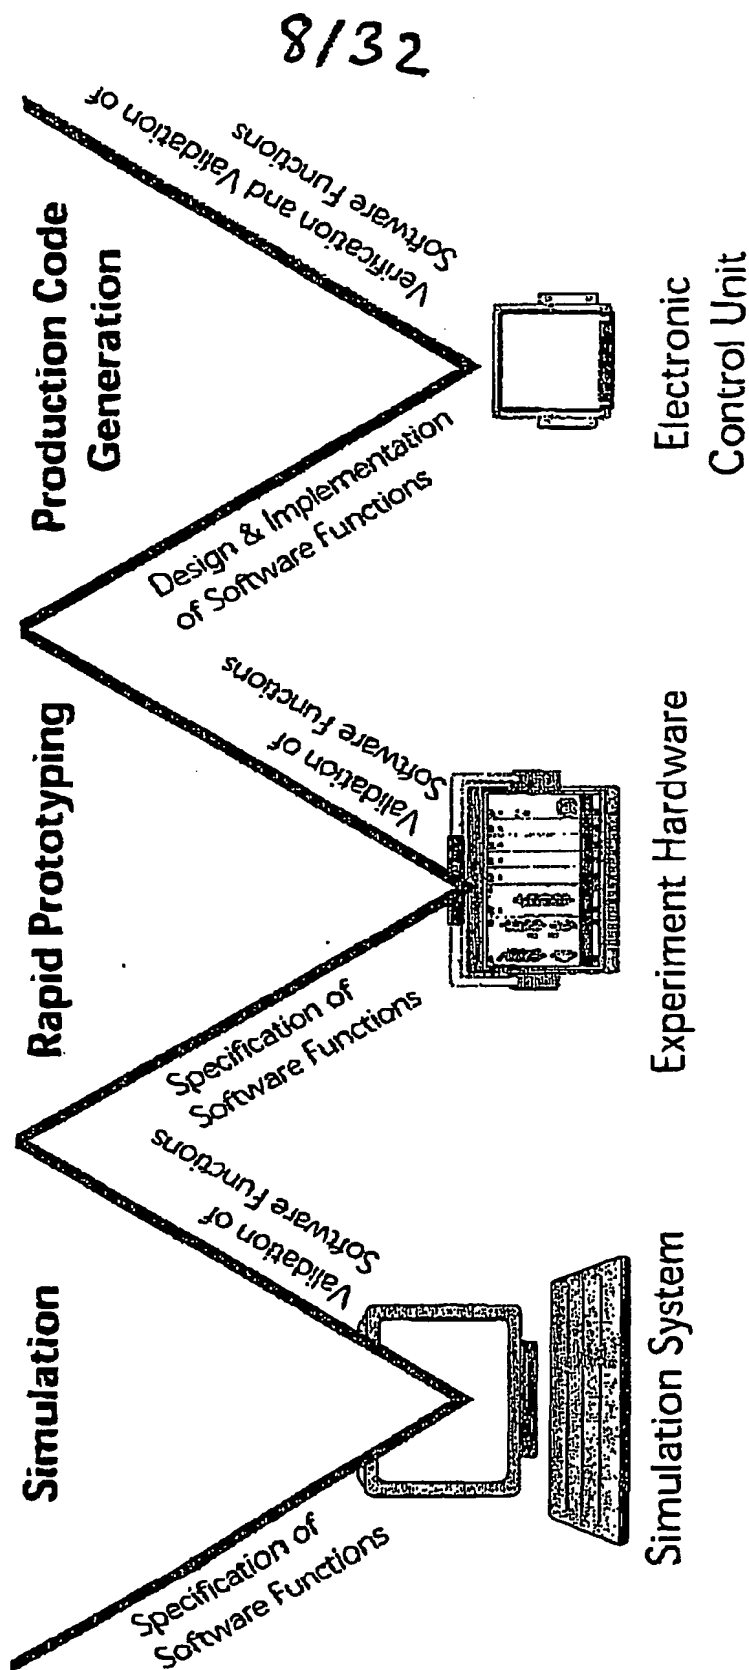 8/32
Simulation
Specification of
Software Functions
Validation of
Software Functions
Simulation System
Rapid Prototyping
Specification of
Software Functions
Validation of
Software Functions
Experiment Hardware
Production Code
Generation
Design & Implementation
of Software Functions
Verification and Validation of
Software Functions
Electronic
Control Unit